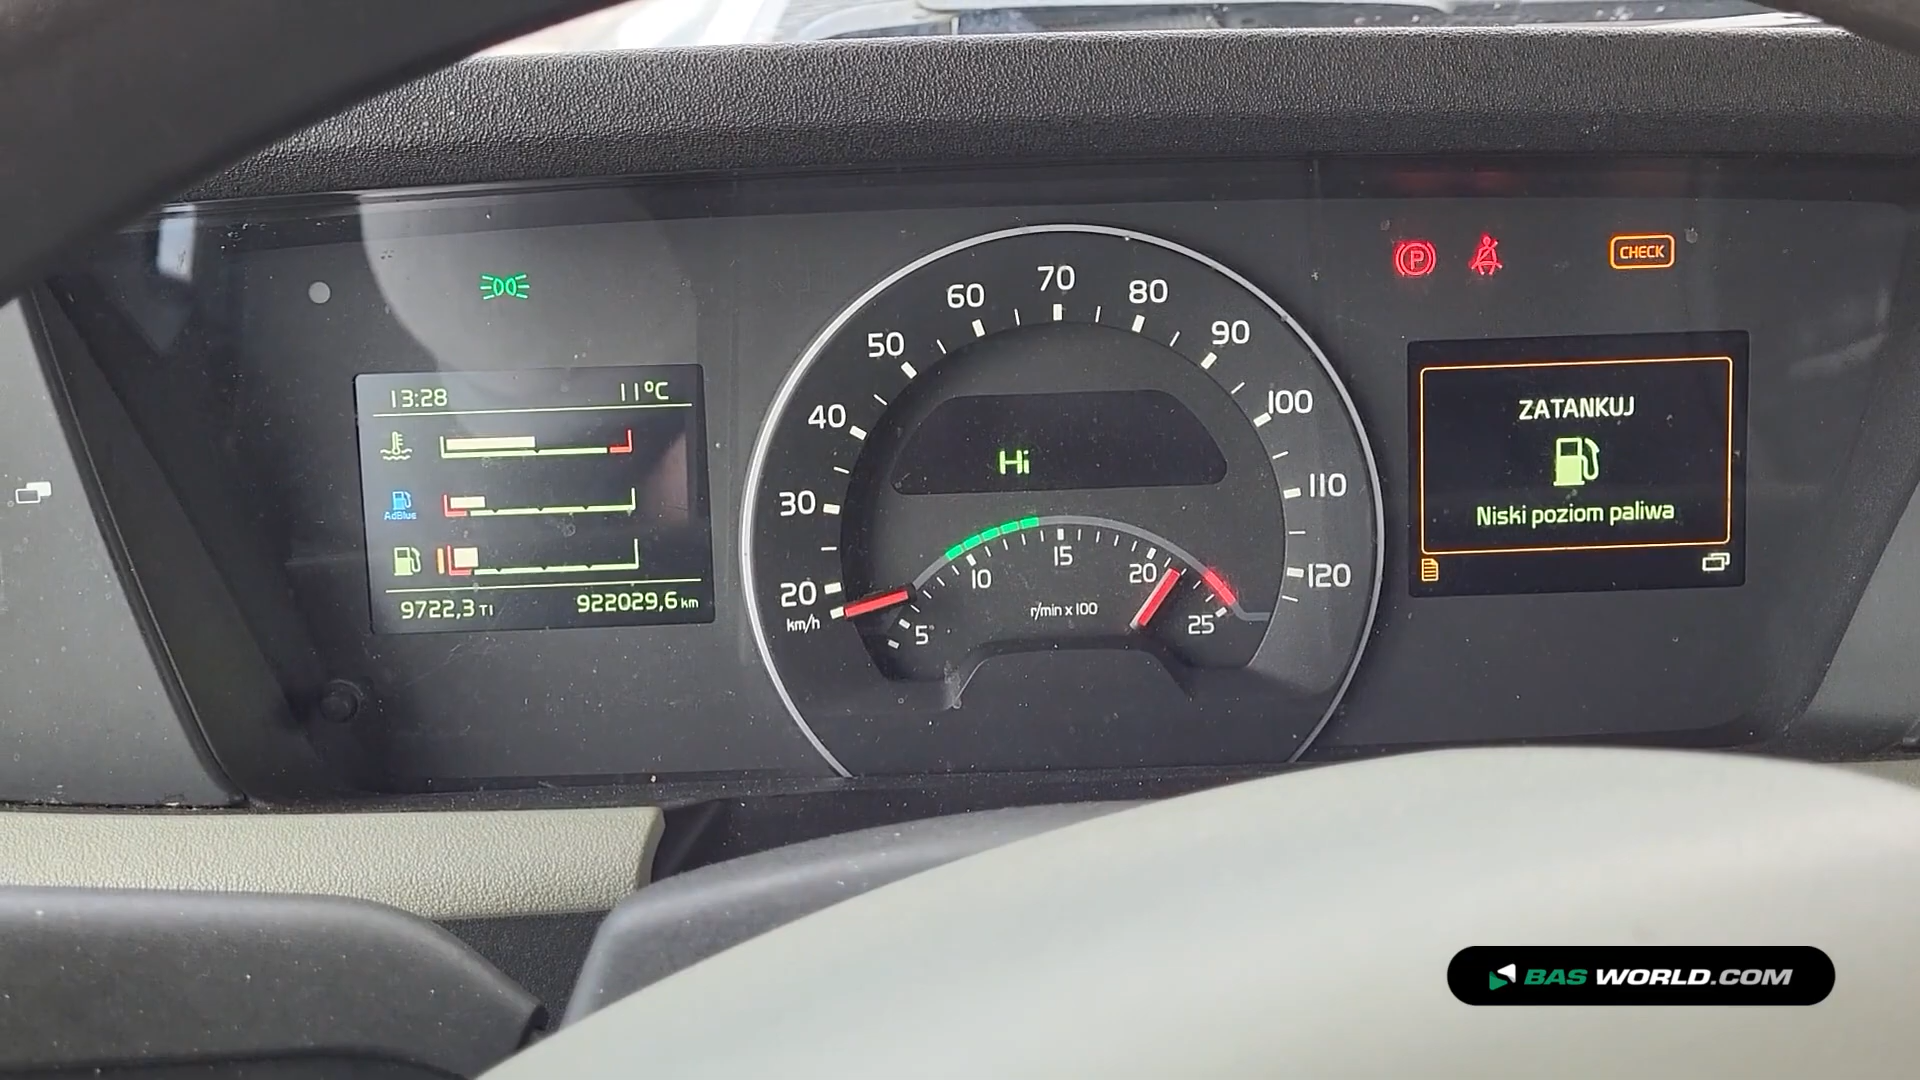 13:28 11°C
AdBlue
9722,3 T1 922029,6 km
20 30 40 50 60 70 80 90 100 110 120
km/h
Hi
5 10 15 20 25
r/min x 100
P
CHECK
ZATANKUJ
Niski poziom paliwa
BAS WORLD.COM